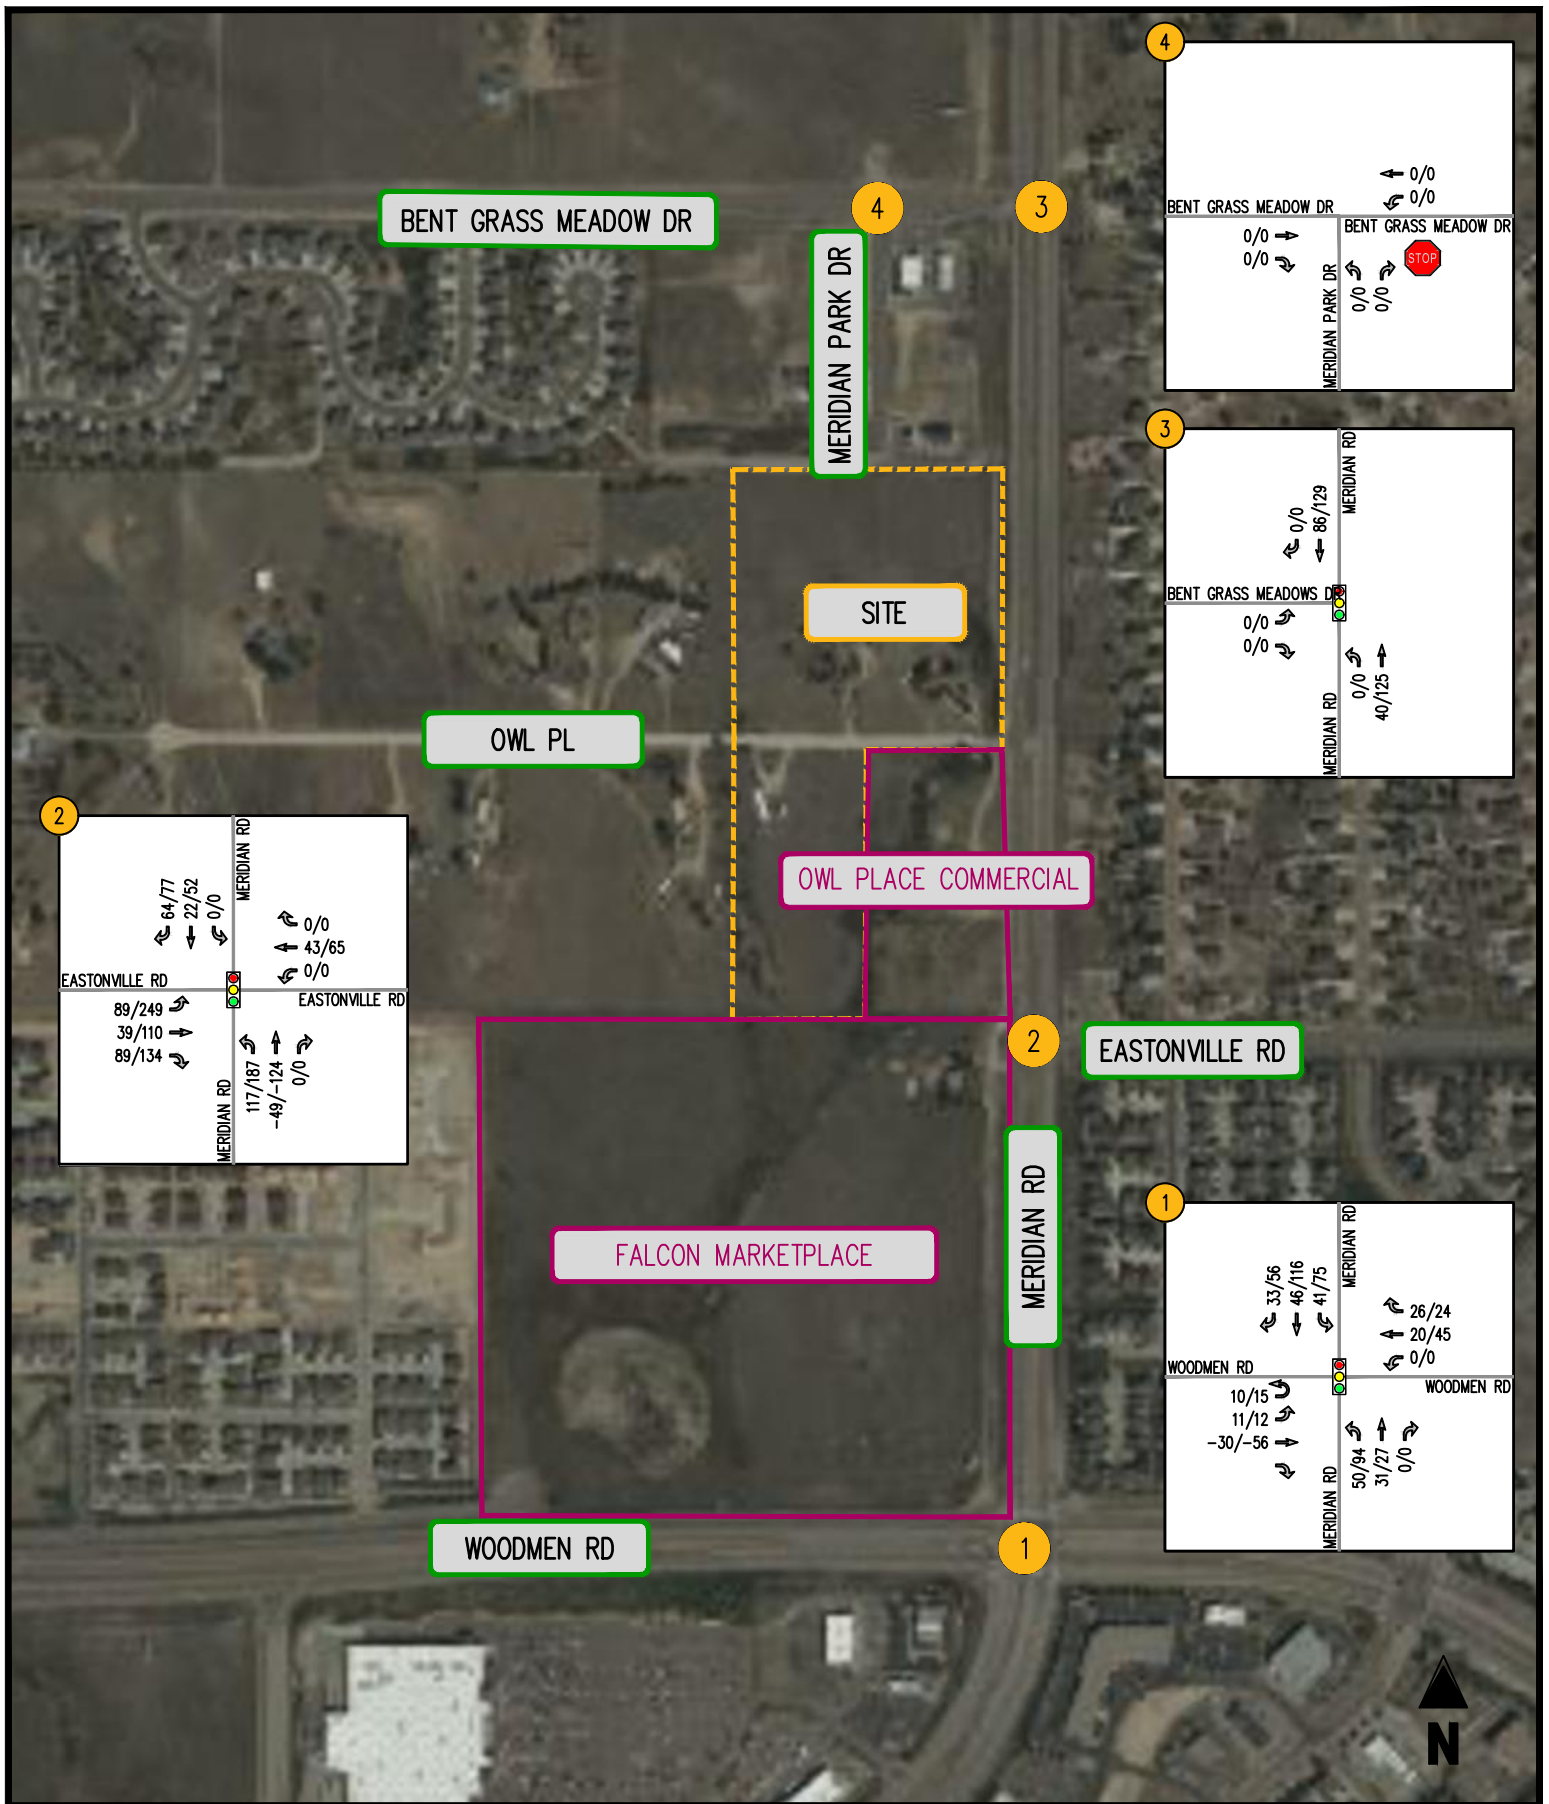 4
0/0
0/0
BENT GRASS MEADOW DR
BENT GRASS MEADOW DR
0/0
0/0
STOP
MERIDIAN PARK DR
0/0
0/0
BENT GRASS MEADOW DR
4
3
MERIDIAN PARK DR
3
MERIDIAN RD
0/0
86/129
BENT GRASS MEADOWS DR
0/0
0/0
MERIDIAN RD
0/0
40/125
SITE
OWL PL
2
MERIDIAN RD
64/77
22/52
0/0
0/0
43/65
0/0
EASTONVILLE RD
EASTONVILLE RD
89/249
39/110
89/134
MERIDIAN RD
117/187
-49/-124
0/0
OWL PLACE COMMERCIAL
2
EASTONVILLE RD
MERIDIAN RD
FALCON MARKETPLACE
1
MERIDIAN RD
33/56
46/116
41/75
26/24
20/45
0/0
WOODMEN RD
WOODMEN RD
10/15
11/12
-30/-56
MERIDIAN RD
50/94
31/27
0/0
WOODMEN RD
1
N